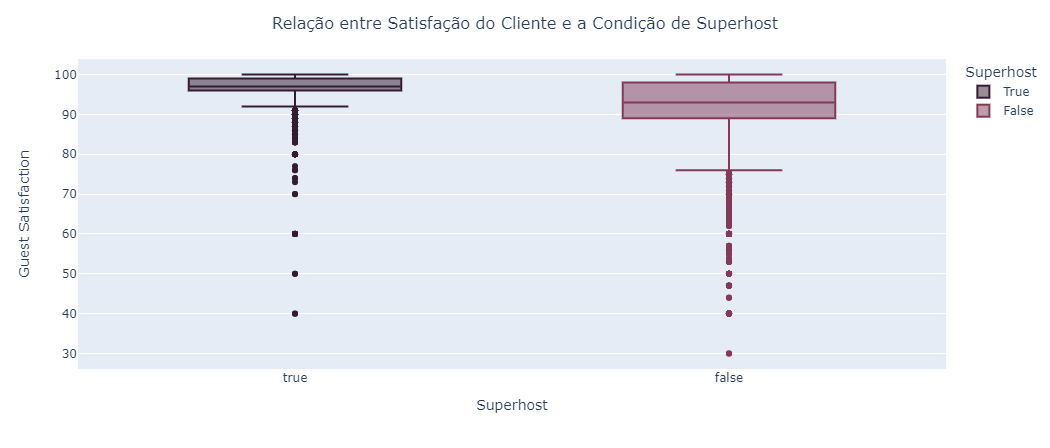 Relação entre Satisfação do Cliente e a Condição de Superhost
Guest Satisfaction
100
90
80
70
60
50
40
30
true
false
Superhost
Superhost
True
False